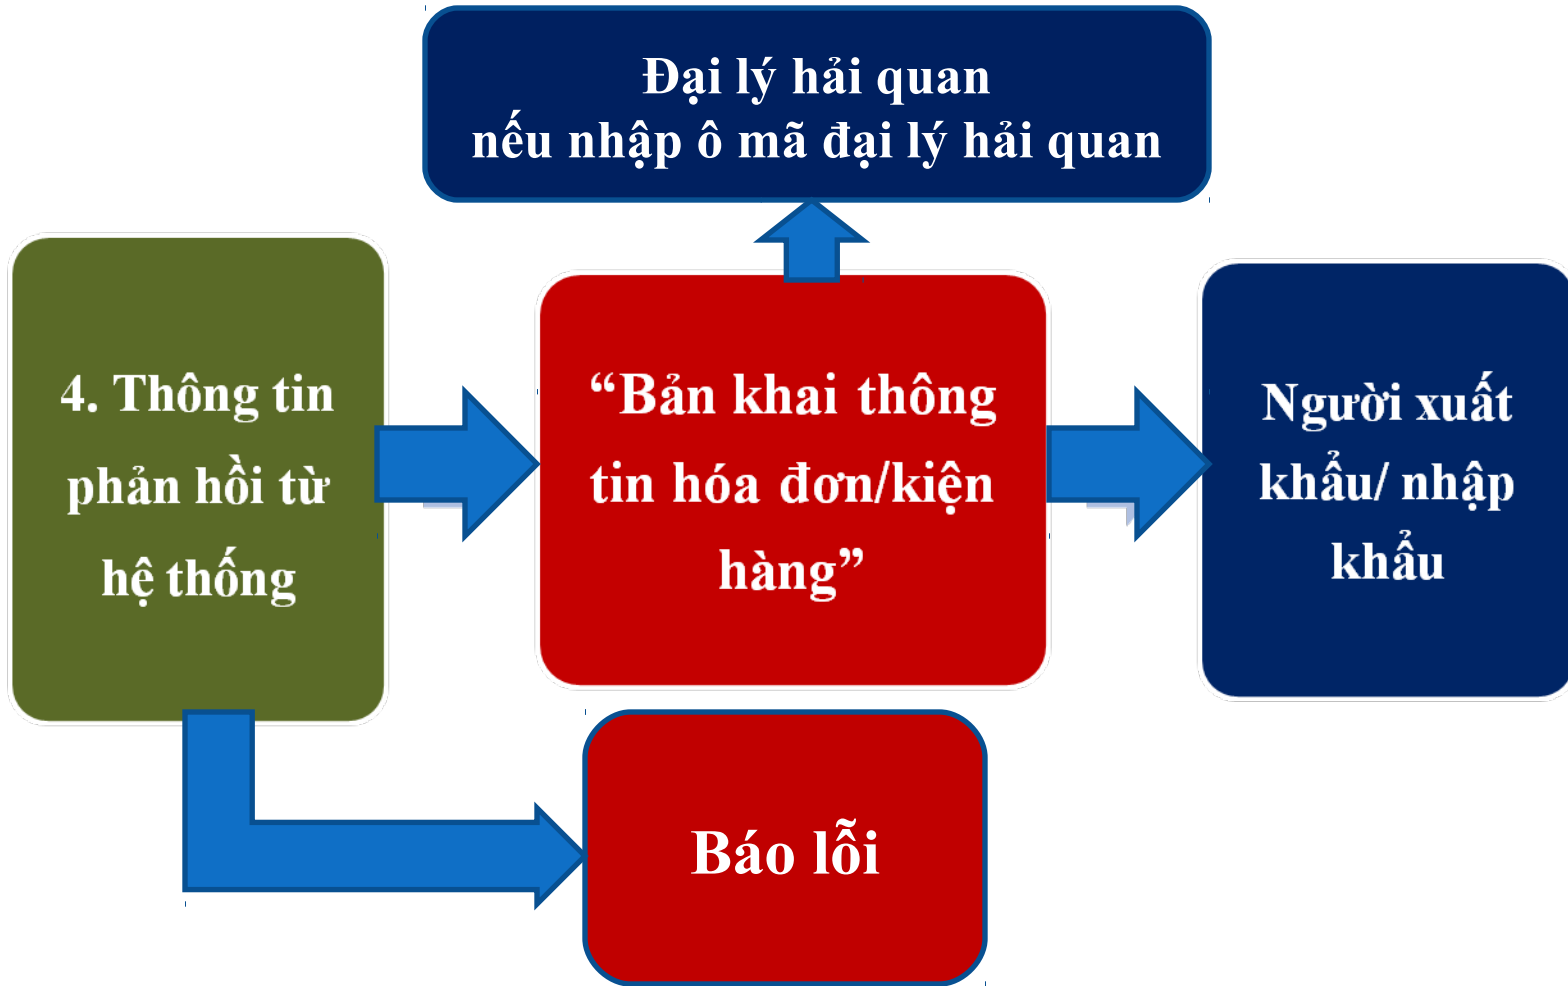 Đại lý hải quan
nếu nhập ô mã đại lý hải quan
4. Thông tin
phản hồi từ
hệ thống
“Bản khai thông
tin hóa đơn/kiện
hàng”
Người xuất
khẩu/ nhập
khẩu
Báo lỗi